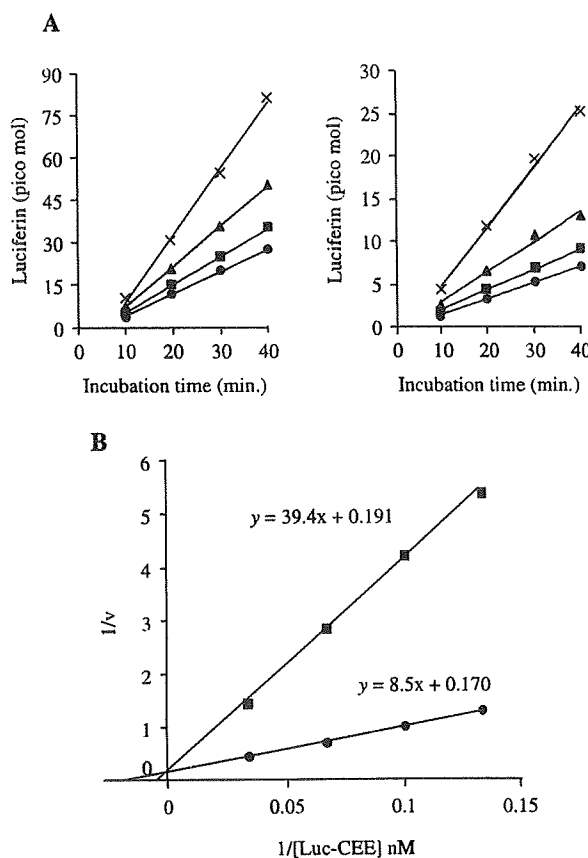 A
Luciferin (pico mol)
90
75
60
45
30
15
0
0 10 20 30 40
Incubation time (min.)
Luciferin (pico mol)
30
25
20
15
10
5
0
0 10 20 30 40
Incubation time (min.)
B
1/v
6
5
4
3
2
1
0
y = 39.4x + 0.191
y = 8.5x + 0.170
0 0.05 0.1 0.15
1/[Luc-CEE] nM